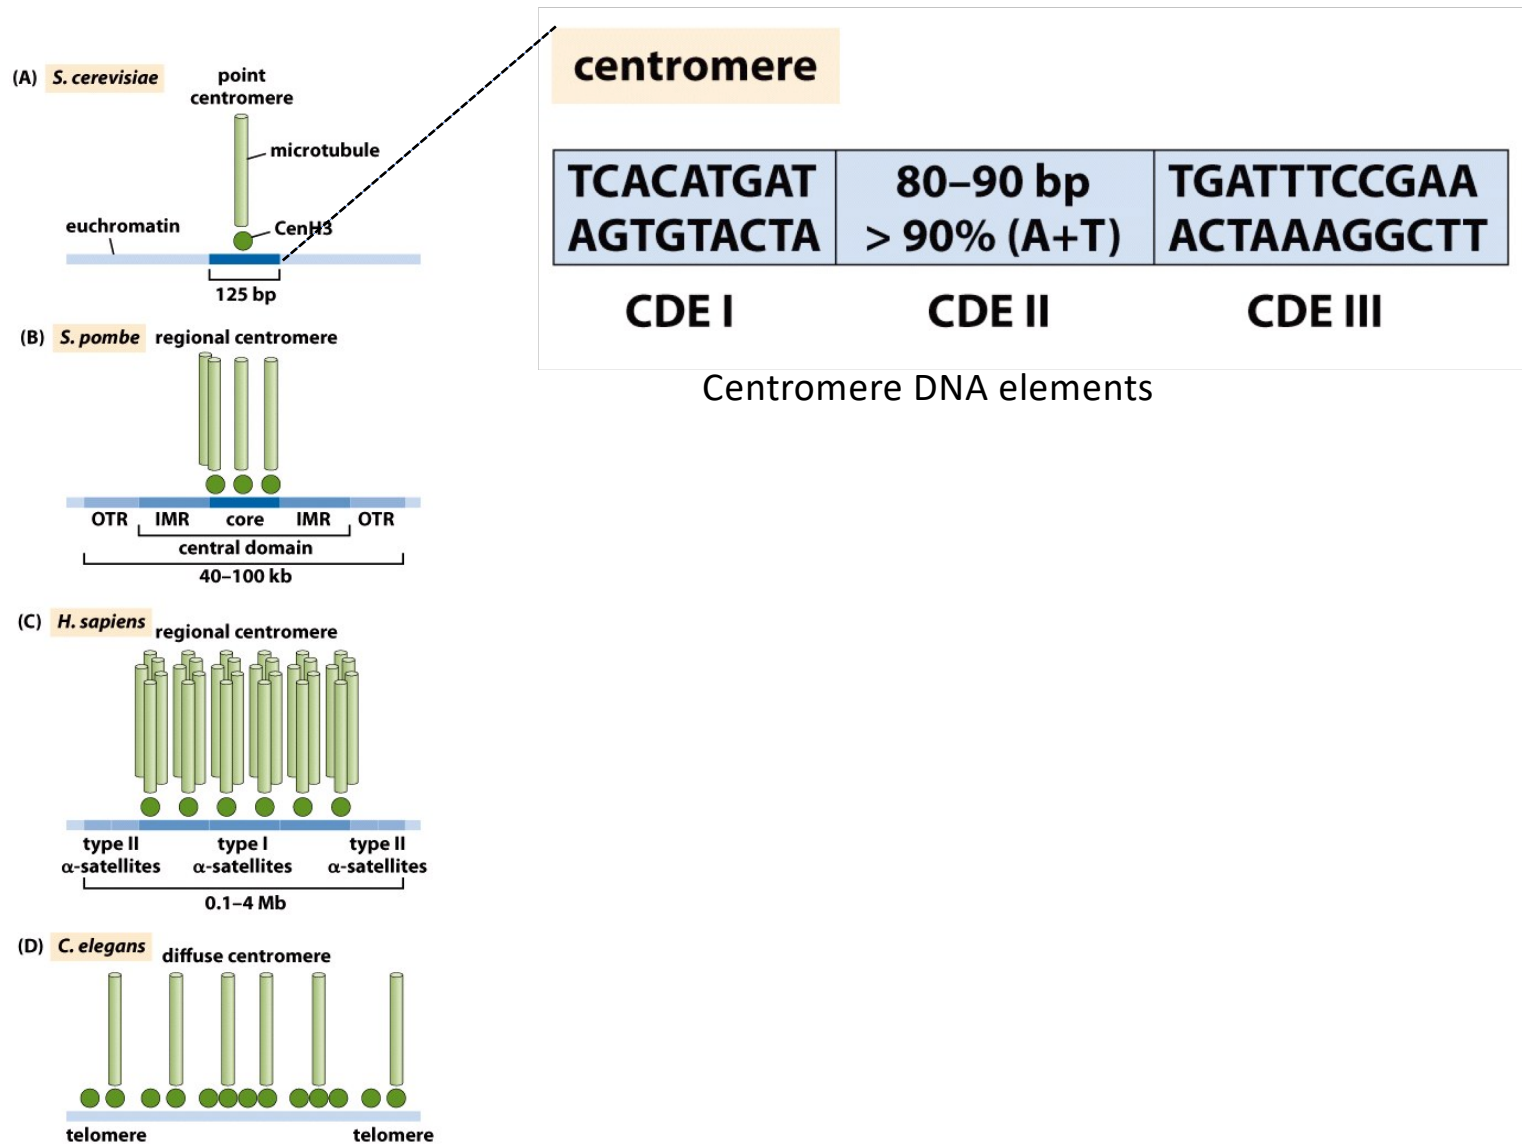 (A) S. cerevisiae
point
centromere
microtubule
CenH3
euchromatin
125 bp
centromere
TCACATGAT 80–90 bp TGATTTCCGAA
AGTGTACTA > 90% (A+T) ACTAAAGGCTT
CDE I CDE II CDE III
Centromere DNA elements
(B) S. pombe regional centromere
OTR IMR core IMR OTR
central domain
40–100 kb
(C) H. sapiens regional centromere
type II type I type II
α-satellites α-satellites α-satellites
0.1–4 Mb
(D) C. elegans diffuse centromere
telomere telomere